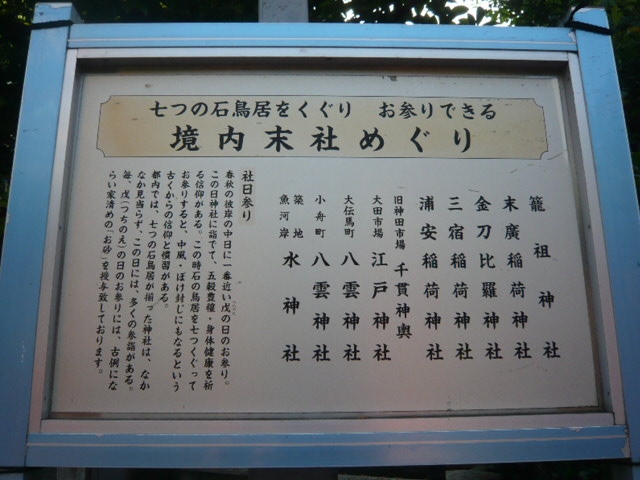 七つの石鳥居をくぐり　お参りできる
境内末社めぐり
籠祖神社
末廣稲荷神社
金刀比羅神社
三宿稲荷神社
浦安稲荷神社
旧神田市場 千貫神輿
大田市場 江戸神社
大伝馬町 八雲神社
小舟町 八雲神社
築地 魚河岸 水神社
社日参り
春秋の彼岸の中日に一番近い戊の日のお参り。
この日神社に詣でて、五穀豊穣・身体健康を祈
る信仰がある。この時石の鳥居を七つくぐって
お参りすると、中風・ぼけ封じにもなるという
古くからの信仰と慣習がある。
都内では、七つの石鳥居が揃った神社は、なか
なか見当らず、この日には、多くの参詣がある。
毎、戊(つちのえ)の日のお参りには、古例にな
らい家清めの「お砂」を授与致しております。